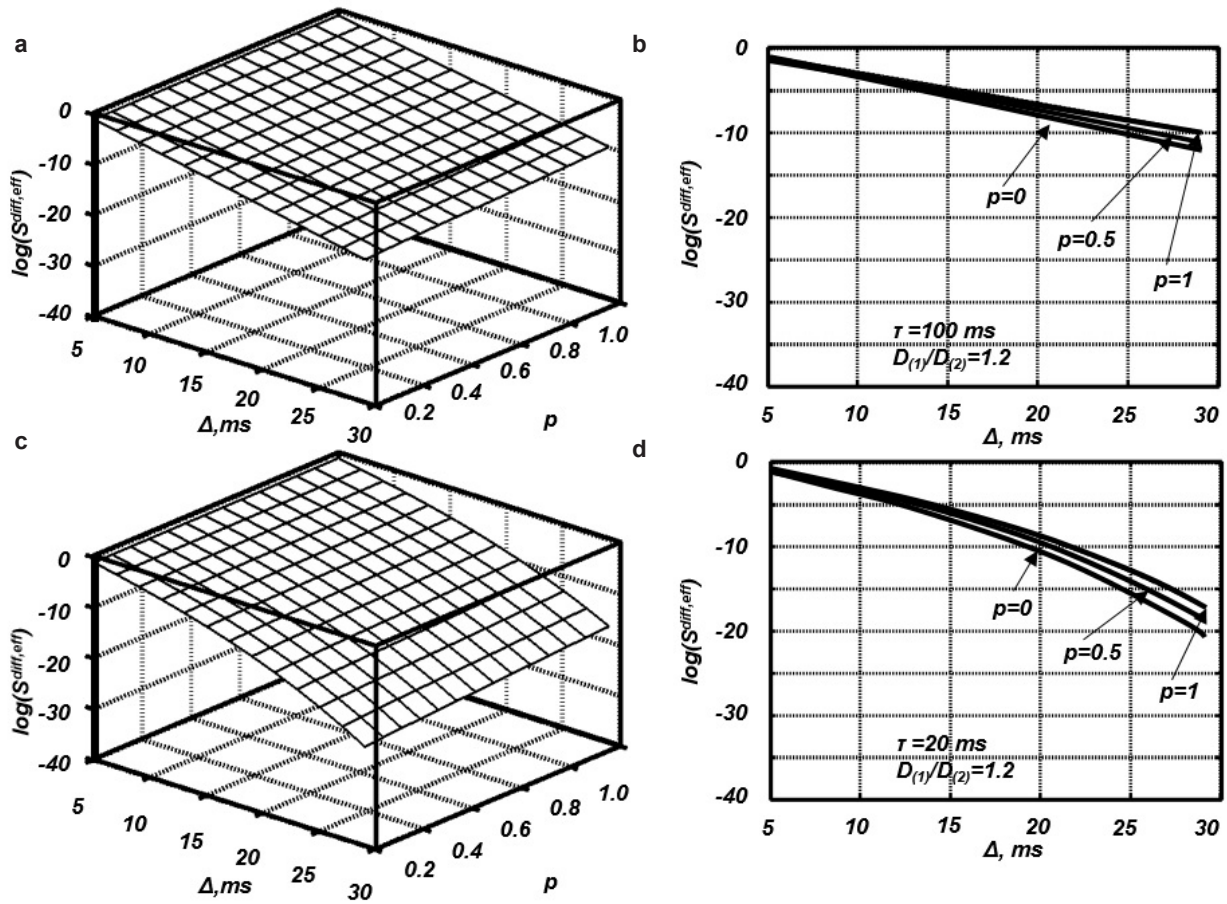 a
log(S^diff,eff)
0
-10
-20
-30
-40
5
10
15
20
25
30
Δ,ms
0.2
0.4
0.6
0.8
1.0
p
b
log(S^diff,eff)
0
-10
-20
-30
-40
p=0
p=0.5
p=1
τ =100 ms
D(1)/D(2)=1.2
5
10
15
20
25
30
Δ, ms
c
log(S^diff,eff)
0
-10
-20
-30
-40
5
10
15
20
25
30
Δ,ms
0.2
0.4
0.6
0.8
1.0
p
d
log(S^diff,eff)
0
-10
-20
-30
-40
p=0
p=0.5
p=1
τ =20 ms
D(1)/D(2)=1.2
5
10
15
20
25
30
Δ, ms